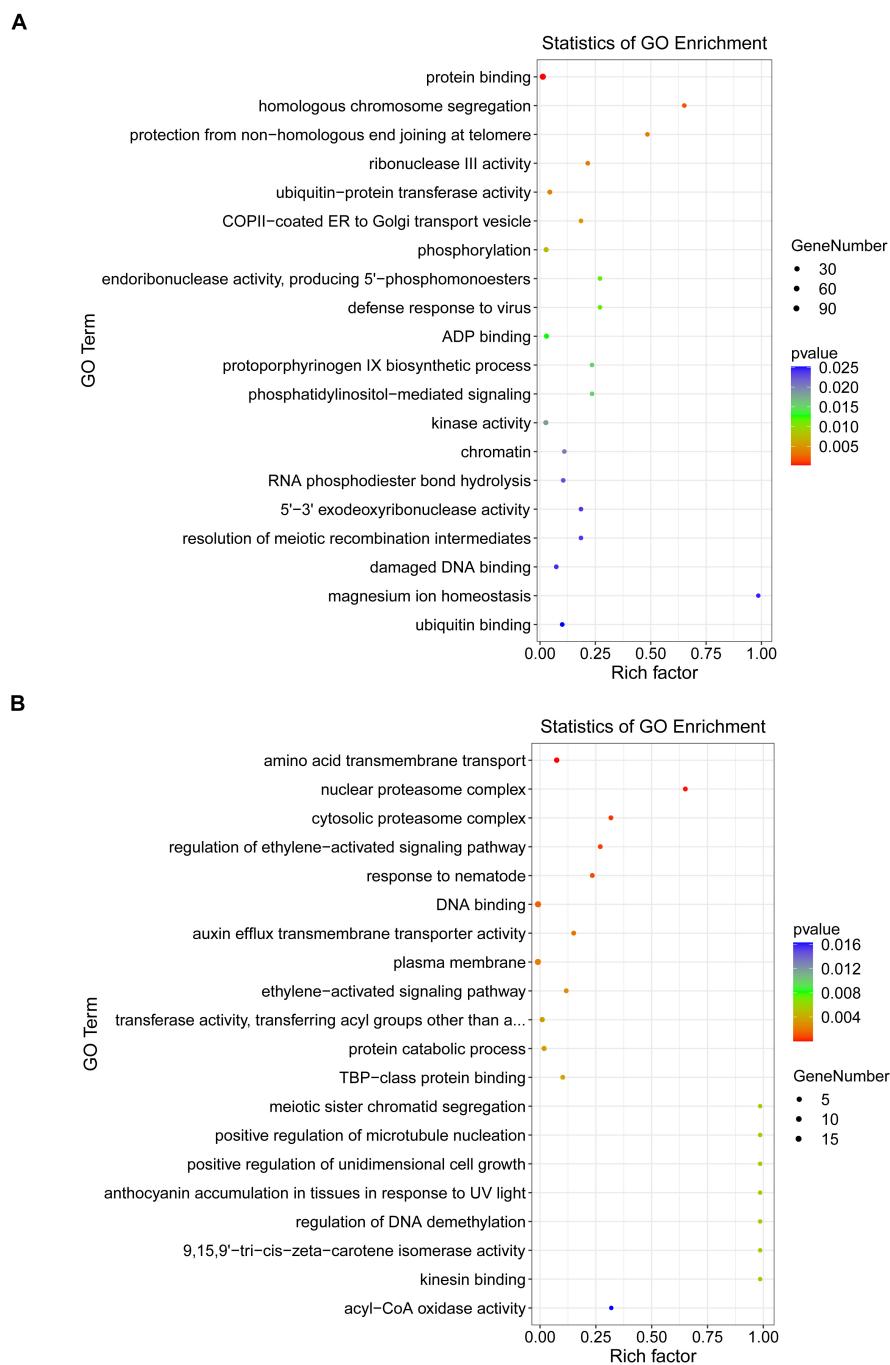 A
Statistics of GO Enrichment
GO Term
protein binding
homologous chromosome segregation
protection from non−homologous end joining at telomere
ribonuclease III activity
ubiquitin−protein transferase activity
COPII−coated ER to Golgi transport vesicle
phosphorylation
endoribonuclease activity, producing 5'−phosphomonoesters
defense response to virus
ADP binding
protoporphyrinogen IX biosynthetic process
phosphatidylinositol−mediated signaling
kinase activity
chromatin
RNA phosphodiester bond hydrolysis
5'−3' exodeoxyribonuclease activity
resolution of meiotic recombination intermediates
damaged DNA binding
magnesium ion homeostasis
ubiquitin binding
0.00 0.25 0.50 0.75 1.00
Rich factor
GeneNumber
30
60
90
pvalue
0.025
0.020
0.015
0.010
0.005
B
Statistics of GO Enrichment
GO Term
amino acid transmembrane transport
nuclear proteasome complex
cytosolic proteasome complex
regulation of ethylene−activated signaling pathway
response to nematode
DNA binding
auxin efflux transmembrane transporter activity
plasma membrane
ethylene−activated signaling pathway
transferase activity, transferring acyl groups other than a...
protein catabolic process
TBP−class protein binding
meiotic sister chromatid segregation
positive regulation of microtubule nucleation
positive regulation of unidimensional cell growth
anthocyanin accumulation in tissues in response to UV light
regulation of DNA demethylation
9,15,9'−tri−cis−zeta−carotene isomerase activity
kinesin binding
acyl−CoA oxidase activity
0.00 0.25 0.50 0.75 1.00
Rich factor
pvalue
0.016
0.012
0.008
0.004
GeneNumber
5
10
15